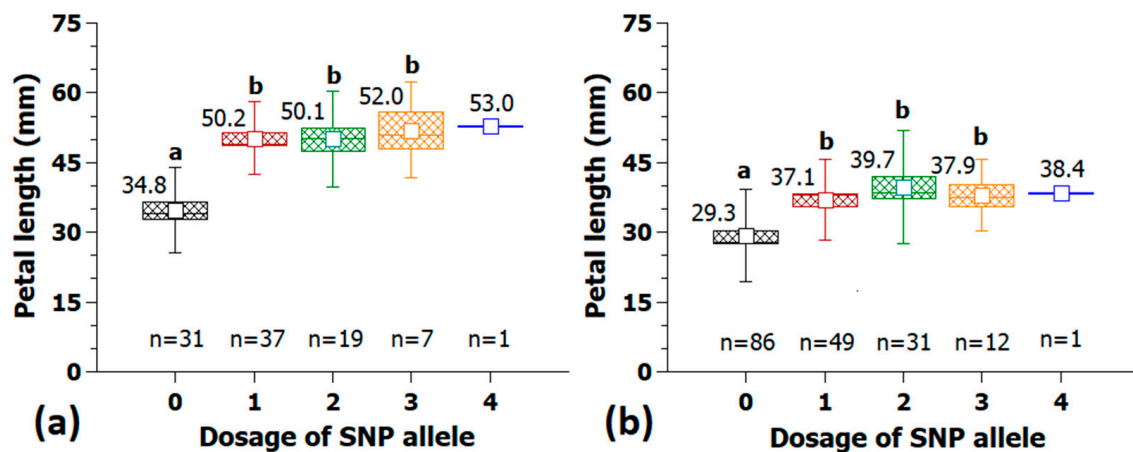 75
60
45
30
15
0
Petal length (mm)
34.8
a
50.2
b
50.1
b
52.0
b
53.0
n=31
n=37
n=19
n=7
n=1
0
1
2
3
4
Dosage of SNP allele
(a)
75
60
45
30
15
0
Petal length (mm)
29.3
a
37.1
b
39.7
b
37.9
b
38.4
n=86
n=49
n=31
n=12
n=1
0
1
2
3
4
Dosage of SNP allele
(b)